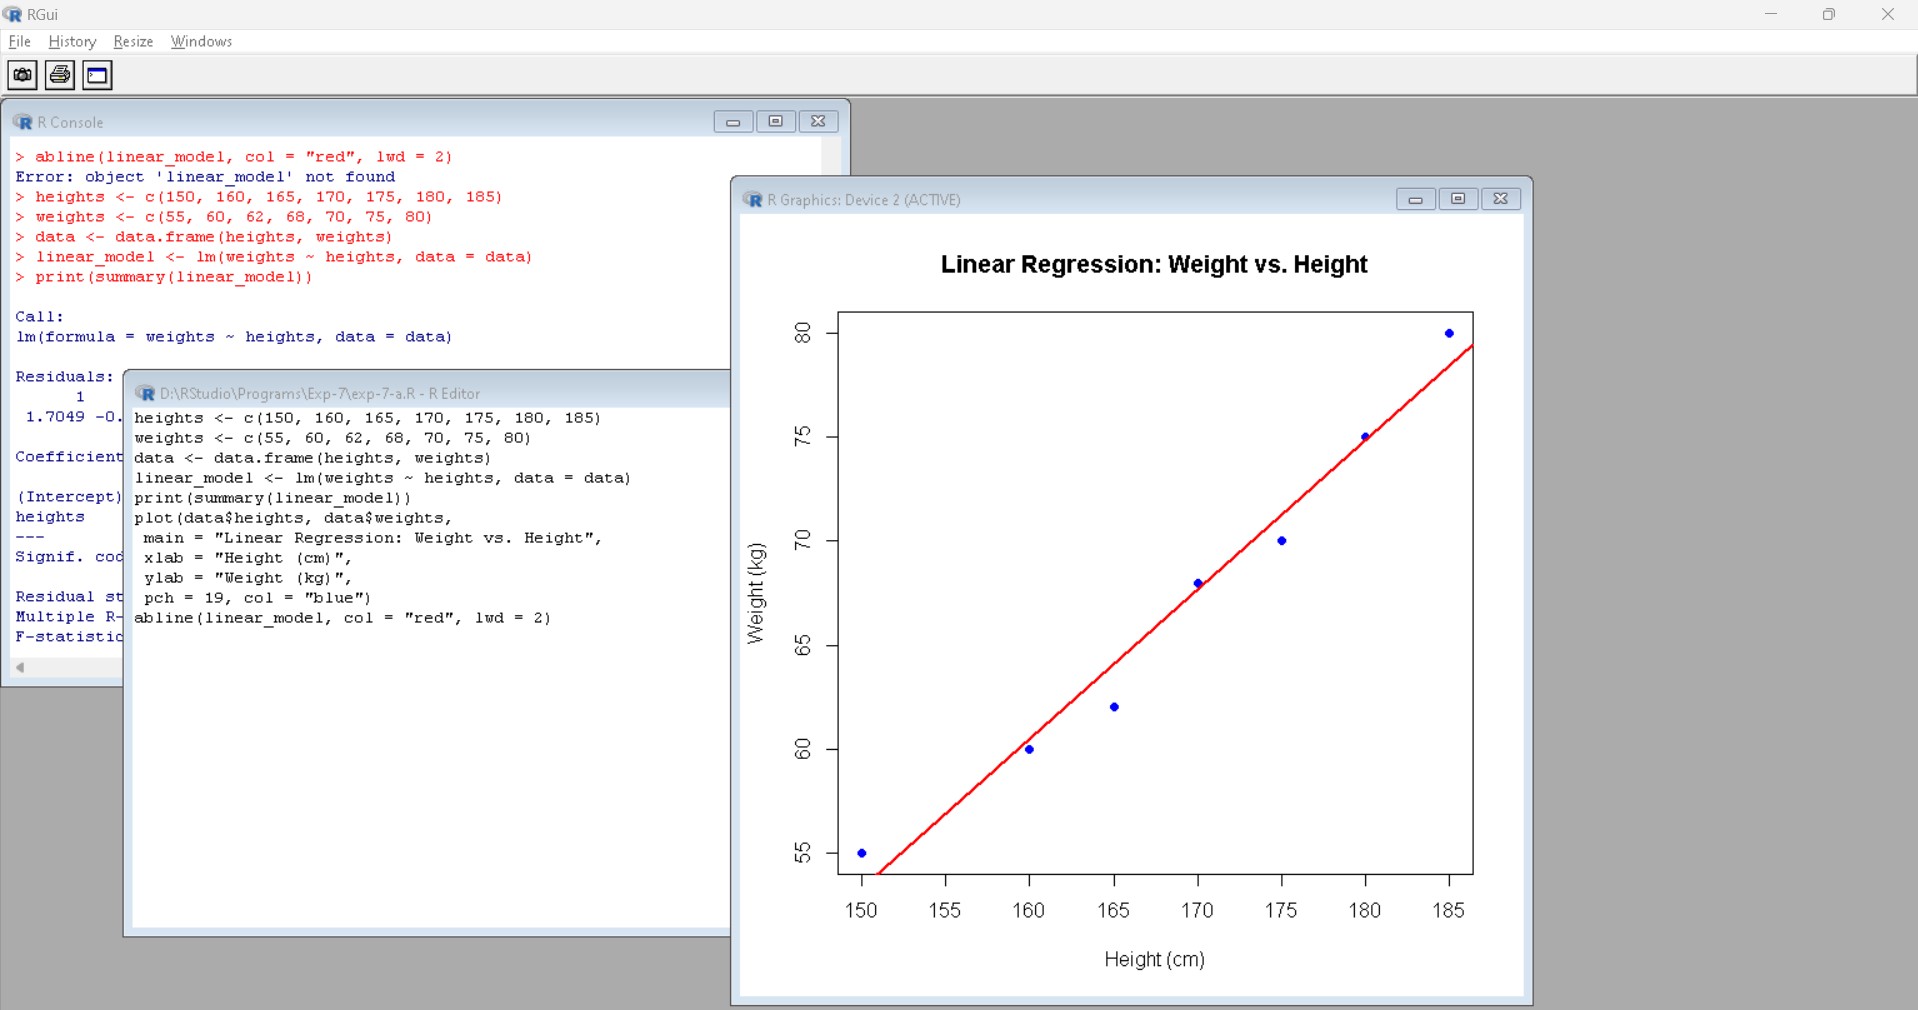 RGui
File History Resize Windows
R Console
> abline(linear_model, col = "red", lwd = 2)
Error: object 'linear_model' not found
> heights <- c(150, 160, 165, 170, 175, 180, 185)
> weights <- c(55, 60, 62, 68, 70, 75, 80)
> data <- data.frame(heights, weights)
> linear_model <- lm(weights ~ heights, data = data)
> print(summary(linear_model))
Call:
lm(formula = weights ~ heights, data = data)
Residuals:
1
1.7049 -0.
Coefficient
(Intercept)
heights
---
Signif. cod
Residual st
Multiple R-
F-statistic
D:\RStudio\Programs\Exp-7\exp-7-a.R - R Editor
heights <- c(150, 160, 165, 170, 175, 180, 185)
weights <- c(55, 60, 62, 68, 70, 75, 80)
data <- data.frame(heights, weights)
linear_model <- lm(weights ~ heights, data = data)
print(summary(linear_model))
plot(data$heights, data$weights,
 main = "Linear Regression: Weight vs. Height",
 xlab = "Height (cm)",
 ylab = "Weight (kg)",
 pch = 19, col = "blue")
abline(linear_model, col = "red", lwd = 2)
R Graphics: Device 2 (ACTIVE)
Linear Regression: Weight vs. Height
Weight (kg)
80
75
70
65
60
55
150 155 160 165 170 175 180 185
Height (cm)